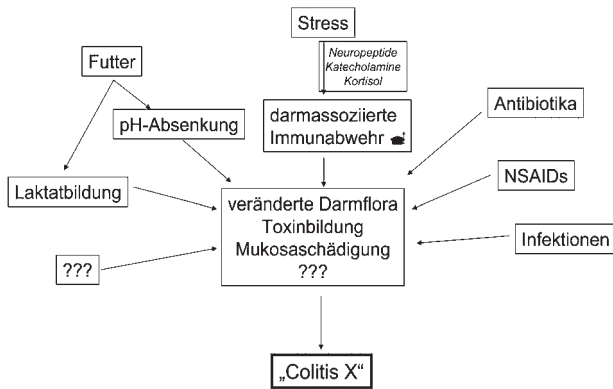 Stress
Neuropeptide
Katecholamine
Kortisol
Futter
pH-Absenkung
darmassoziierte
Immunabwehr
Antibiotika
Laktatbildung
NSAIDs
veränderte Darmflora
Toxinbildung
Mukosaschädigung
???
Infektionen
???
„Colitis X“